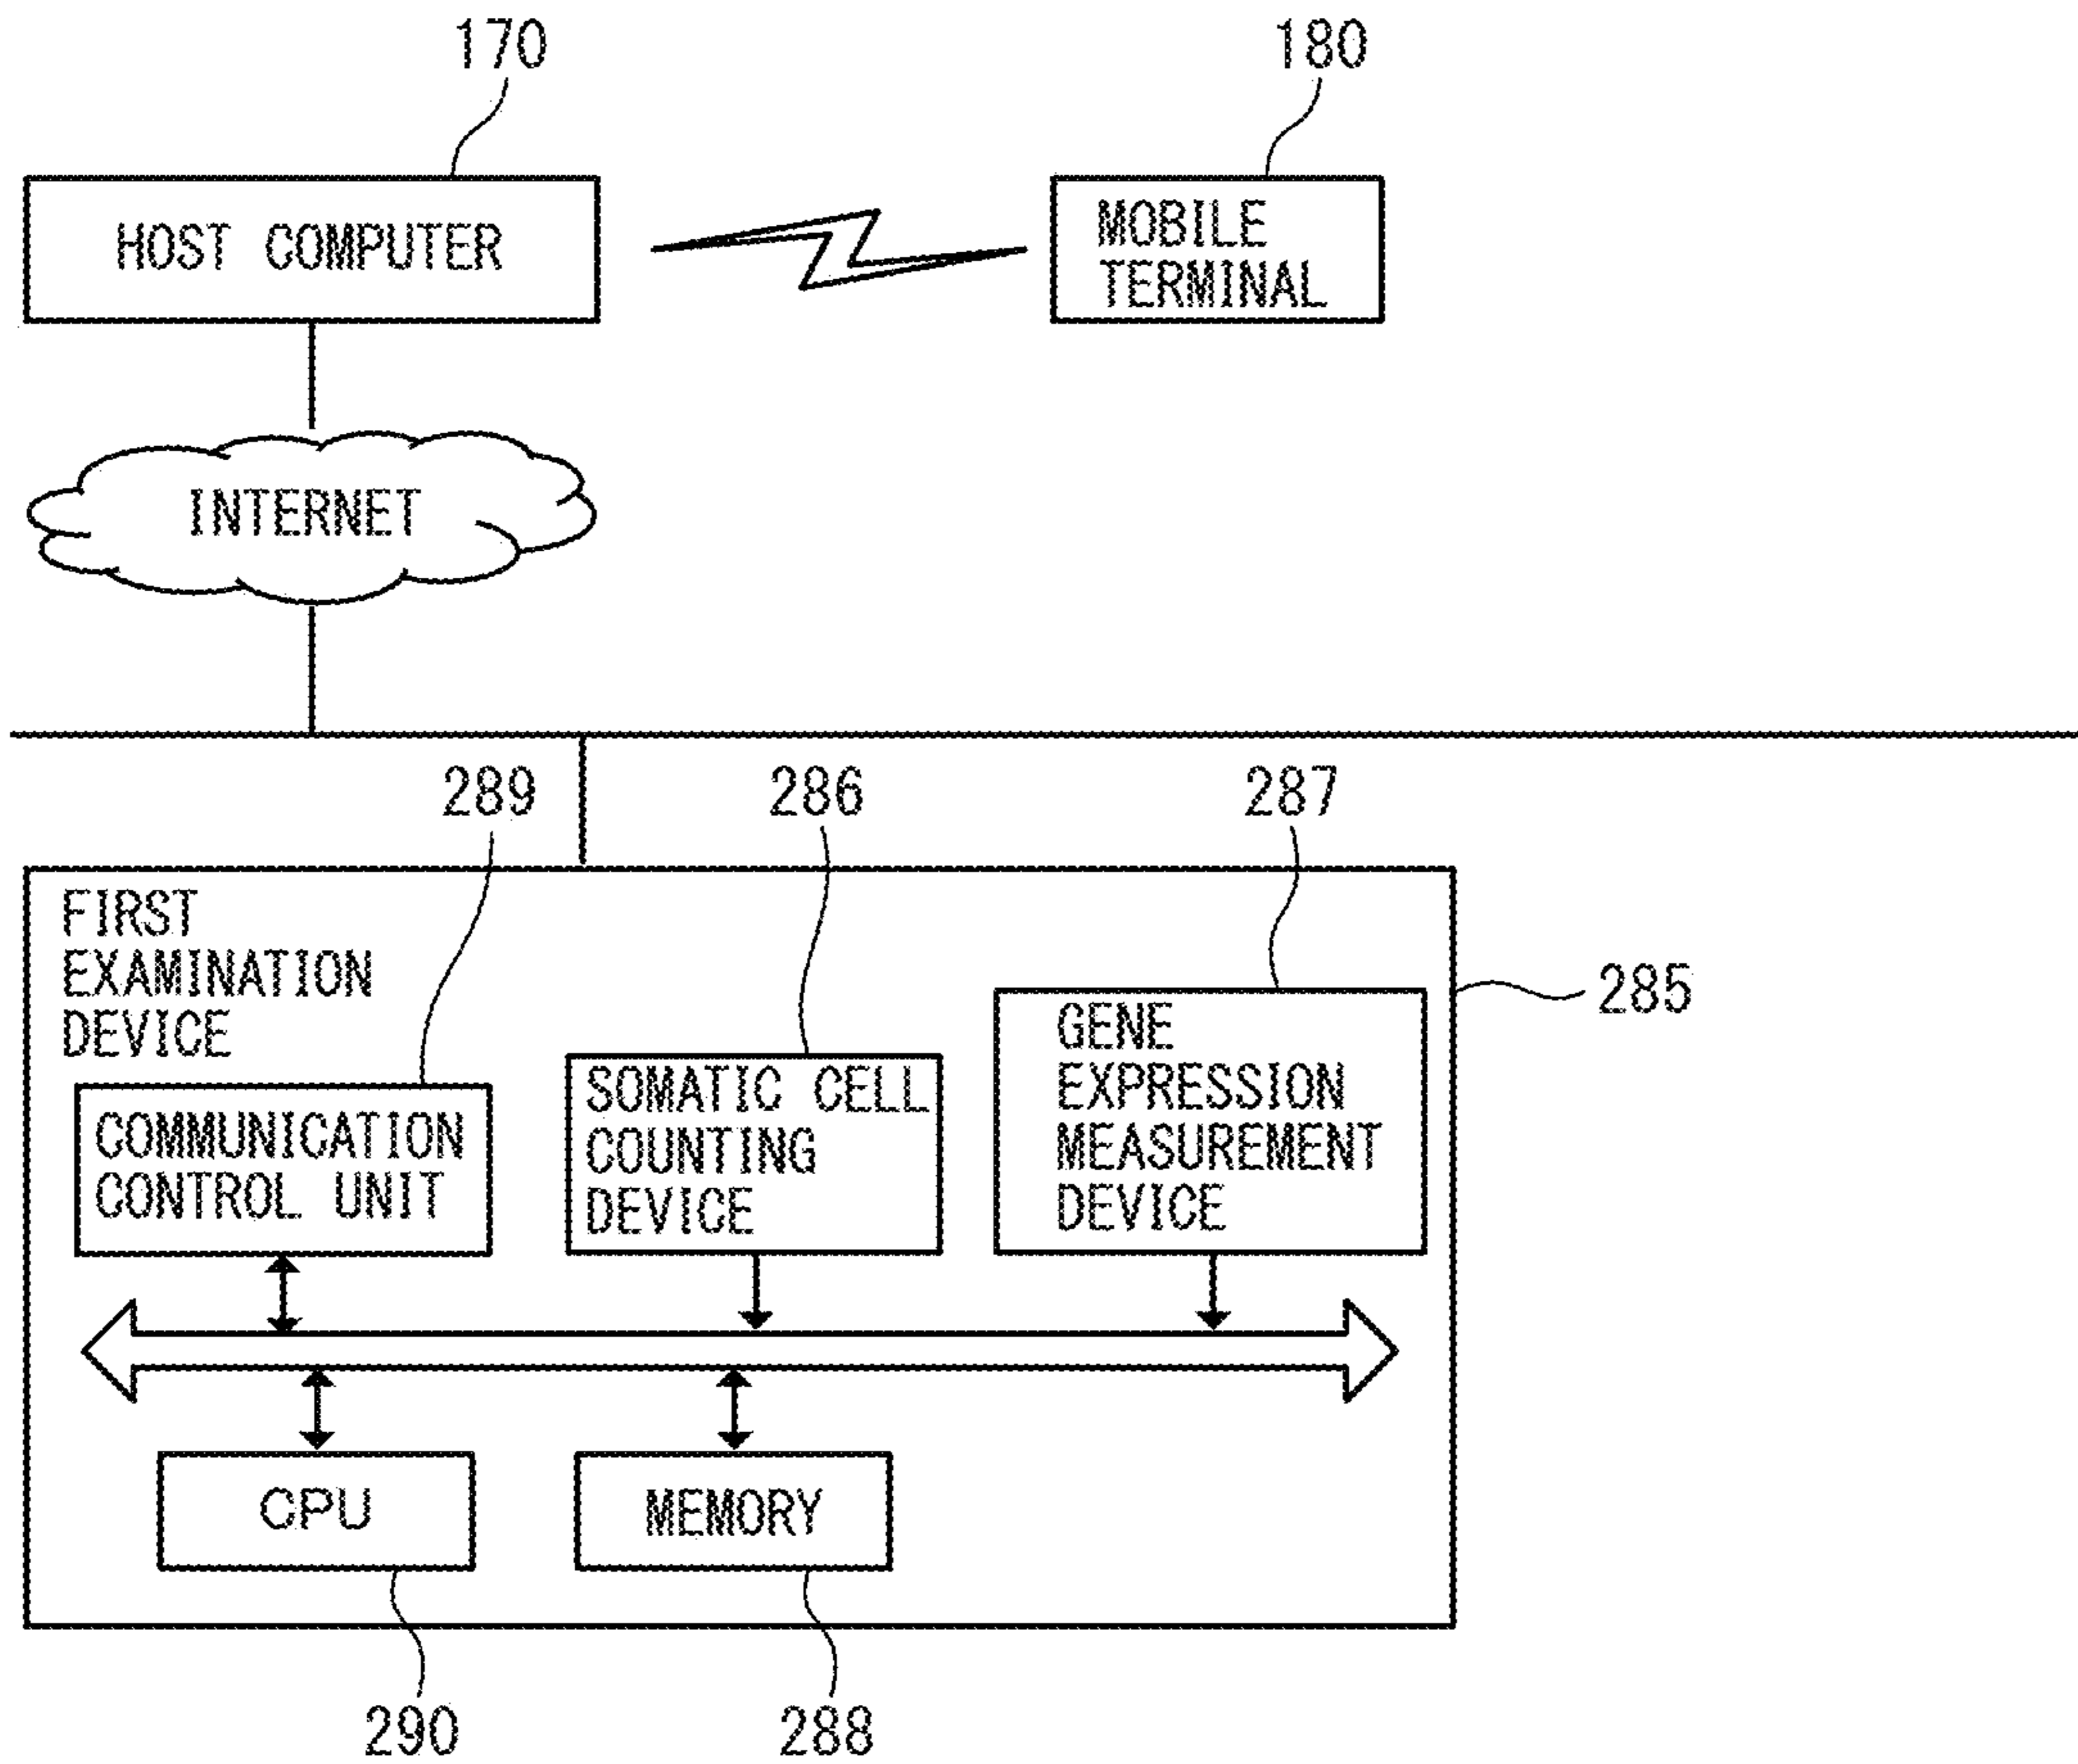 170
180
HOST COMPUTER
MOBILE
TERMINAL
INTERNET
289
286
287
FIRST
EXAMINATION
DEVICE
285
COMMUNICATION
CONTROL UNIT
SOMATIC CELL
COUNTING
DEVICE
GENE
EXPRESSION
MEASUREMENT
DEVICE
CPU
MEMORY
290
288